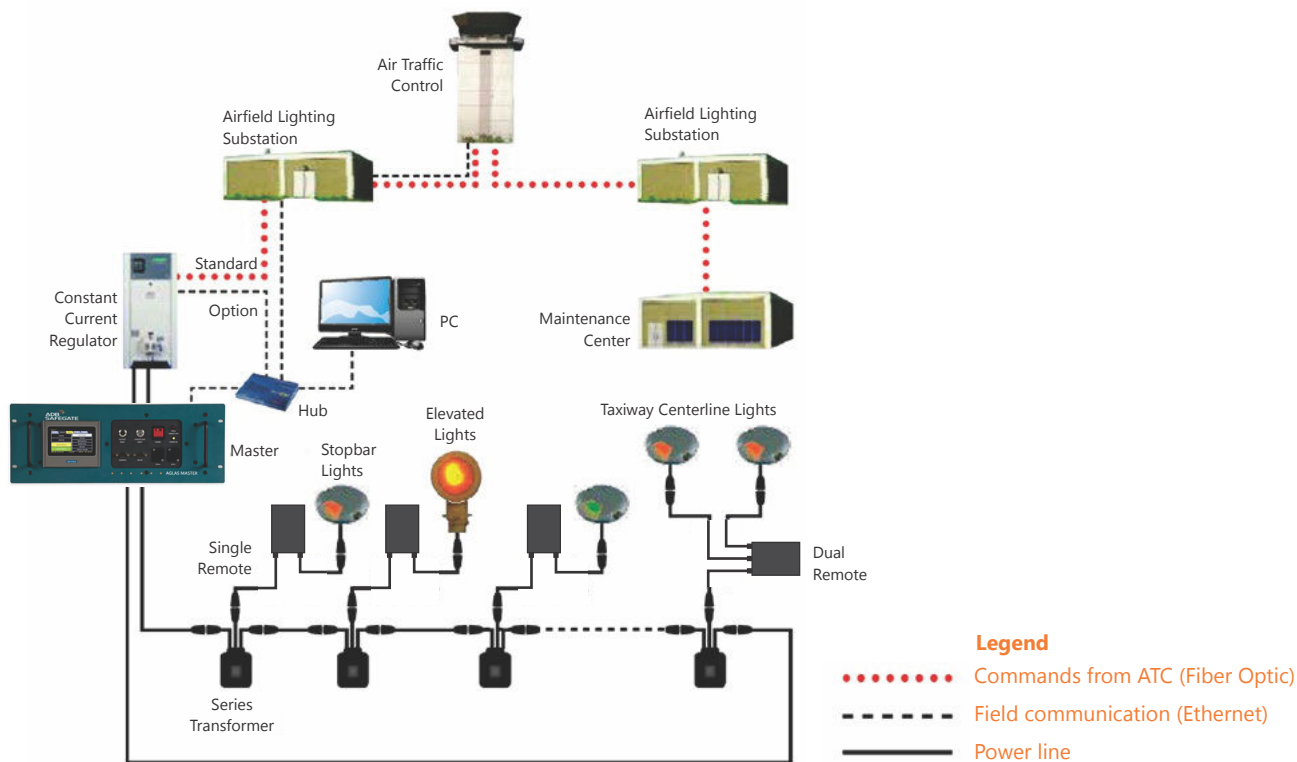 Air Traffic
Control
Airfield Lighting
Substation
Airfield Lighting
Substation
Standard
Constant
Current
Regulator
Option
PC
Maintenance
Center
Hub
ADB
SAFEGATE
AGLAS MASTER
Master
Elevated
Lights
Taxiway Centerline Lights
Stopbar
Lights
Single
Remote
Dual
Remote
Series
Transformer
Legend
Commands from ATC (Fiber Optic)
Field communication (Ethernet)
Power line